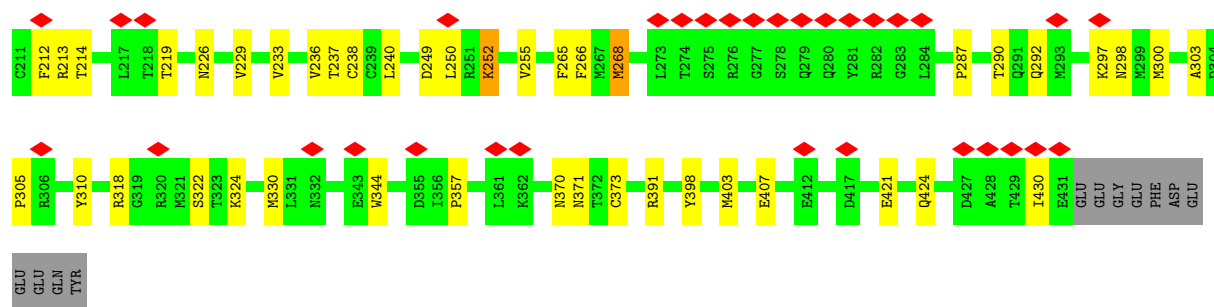 C211 F212 R213 T214 L217 T218 T219 N226 V229 V233 V236 T237 C238 C239 L240 D249 L250 R251 K252 V255 F265 F266 M267 M268 L273 T274 S275 R276 G277 S278 Q279 Q280 Y281 R282 G283 L284 P287 T290 Q291 Q292 M293 K297 N298 M299 M300 A303 D304
P305 R306 Y310 R318 G319 R320 M321 S322 T323 K324 M330 L331 N332 E343 W344 D355 I356 P357 L361 K362 N370 N371 T372 C373 R391 Y398 M403 E407 E412 D417 E421 Q424 D427 A428 T429 I430 E431 GLU GLU GLY GLU PHE ASP GLU
GLU GLU GLN TYR